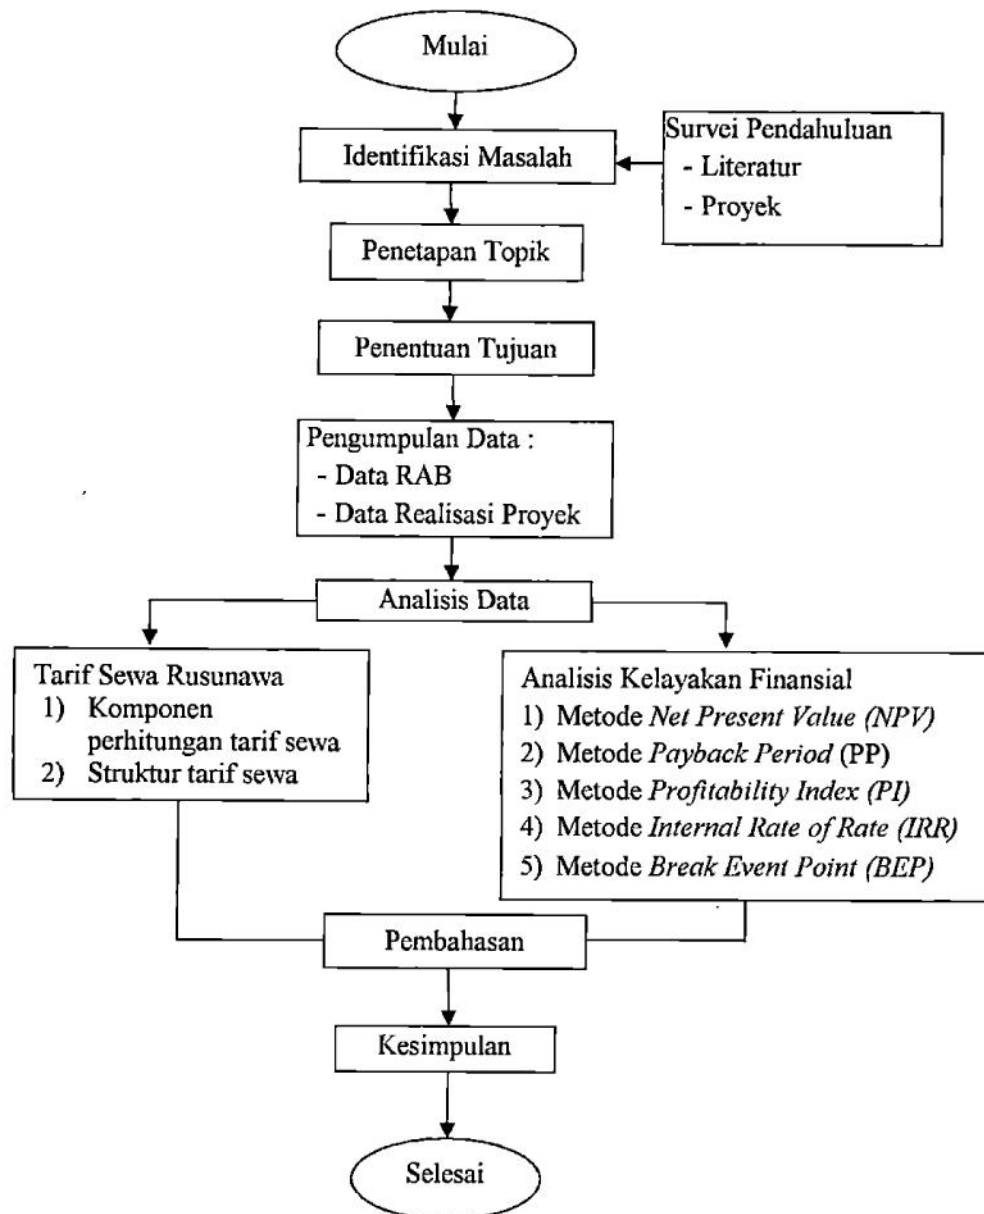 Mulai
Identifikasi Masalah
Survei Pendahuluan
- Literatur
- Proyek
Penetapan Topik
Penentuan Tujuan
Pengumpulan Data :
- Data RAB
- Data Realisasi Proyek
Analisis Data
Tarif Sewa Rusunawa
1) Komponen
perhitungan tarif sewa
2) Struktur tarif sewa
Analisis Kelayakan Finansial
1) Metode Net Present Value (NPV)
2) Metode Payback Period (PP)
3) Metode Profitability Index (PI)
4) Metode Internal Rate of Rate (IRR)
5) Metode Break Event Point (BEP)
Pembahasan
Kesimpulan
Selesai